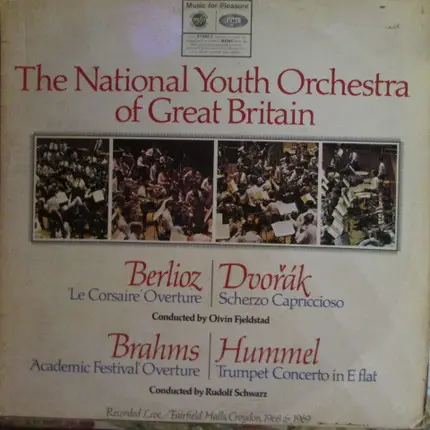 Music for Pleasure
The National Youth Orchestra
of Great Britain
Berlioz
'Le Corsaire' Overture
Dvořák
Scherzo Capriccioso
Conducted by Oivin Fjeldstad
Brahms
'Academic Festival' Overture
Hummel
Trumpet Concerto in E flat
Conducted by Rudolf Schwarz
Recorded Live - Fairfield Halls, Croydon, 1968 & 1969